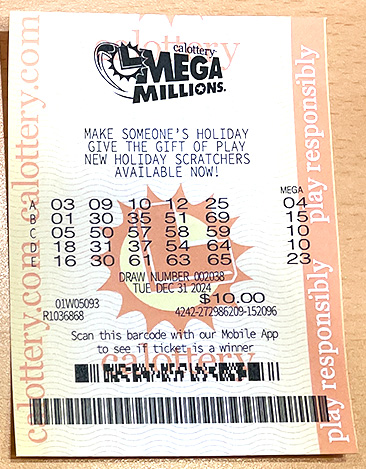 calottery
calottery
MEGA
MILLIONS
MAKE SOMEONE'S HOLIDAY
GIVE THE GIFT OF PLAY
NEW HOLIDAY SCRATCHERS
AVAILABLE NOW!
MEGA
A 03 09 10 12 25 04
B 01 30 35 51 69 15
C 05 50 57 58 59 10
D 18 31 37 54 64 10
E 16 30 61 63 65 23
DRAW NUMBER 002038
TUE DEC 31 2024
$10.00
01W05093
R1036868
4242-272986209-152096
Scan this barcode with our Mobile App
to see if ticket is a winner
calottery
calottery.com calottery.com
play responsibly play responsibly